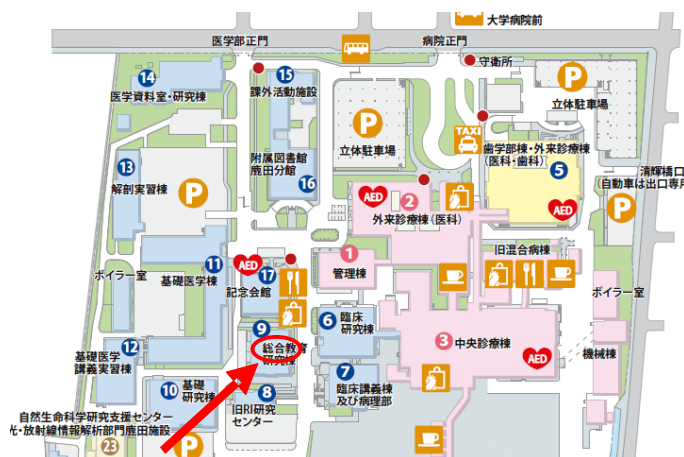 大学病院前
医学部正門
病院正門
守衛所
14
医学資料室・研究棟
15
課外活動施設
P
立体駐車場
P
立体駐車場
TAXI
歯学部棟・外来診療棟
(医科・歯科)
5
清輝橋口
(自動車は出口専用
13
解剖実習棟
P
附属図書館
鹿田分館
16
AED
2
外来診療棟(医科)
AED
P
11
基礎医学棟
ボイラー室
AED
17
記念会館
1
管理棟
旧混合病棟
ボイラー室
12
基礎医学
講義実習棟
9
総合教育
研究棟
6
臨床
研究棟
3
中央診療棟
AED
機械棟
10
基礎
研究棟
8
旧RI研究
センター
7
臨床講義棟
及び病理部
自然生命科学研究支援センター
光・放射線情報解析部門鹿田施設
23
P